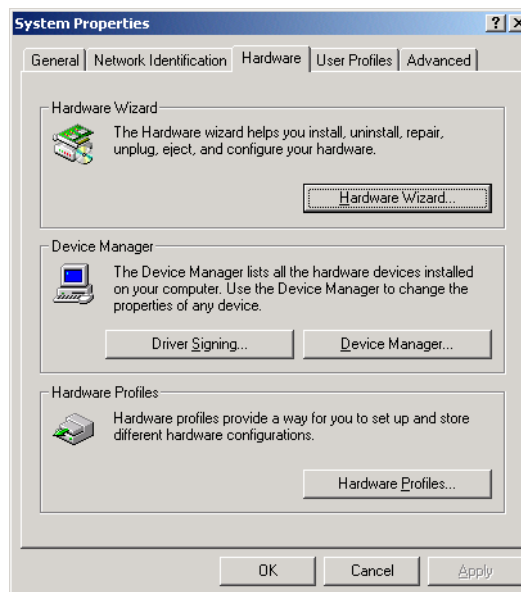 System Properties
General Network Identification Hardware User Profiles Advanced
Hardware Wizard
The Hardware wizard helps you install, uninstall, repair,
unplug, eject, and configure your hardware.
Hardware Wizard...
Device Manager
The Device Manager lists all the hardware devices installed
on your computer. Use the Device Manager to change the
properties of any device.
Driver Signing... Device Manager...
Hardware Profiles
Hardware profiles provide a way for you to set up and store
different hardware configurations.
Hardware Profiles...
OK Cancel Apply